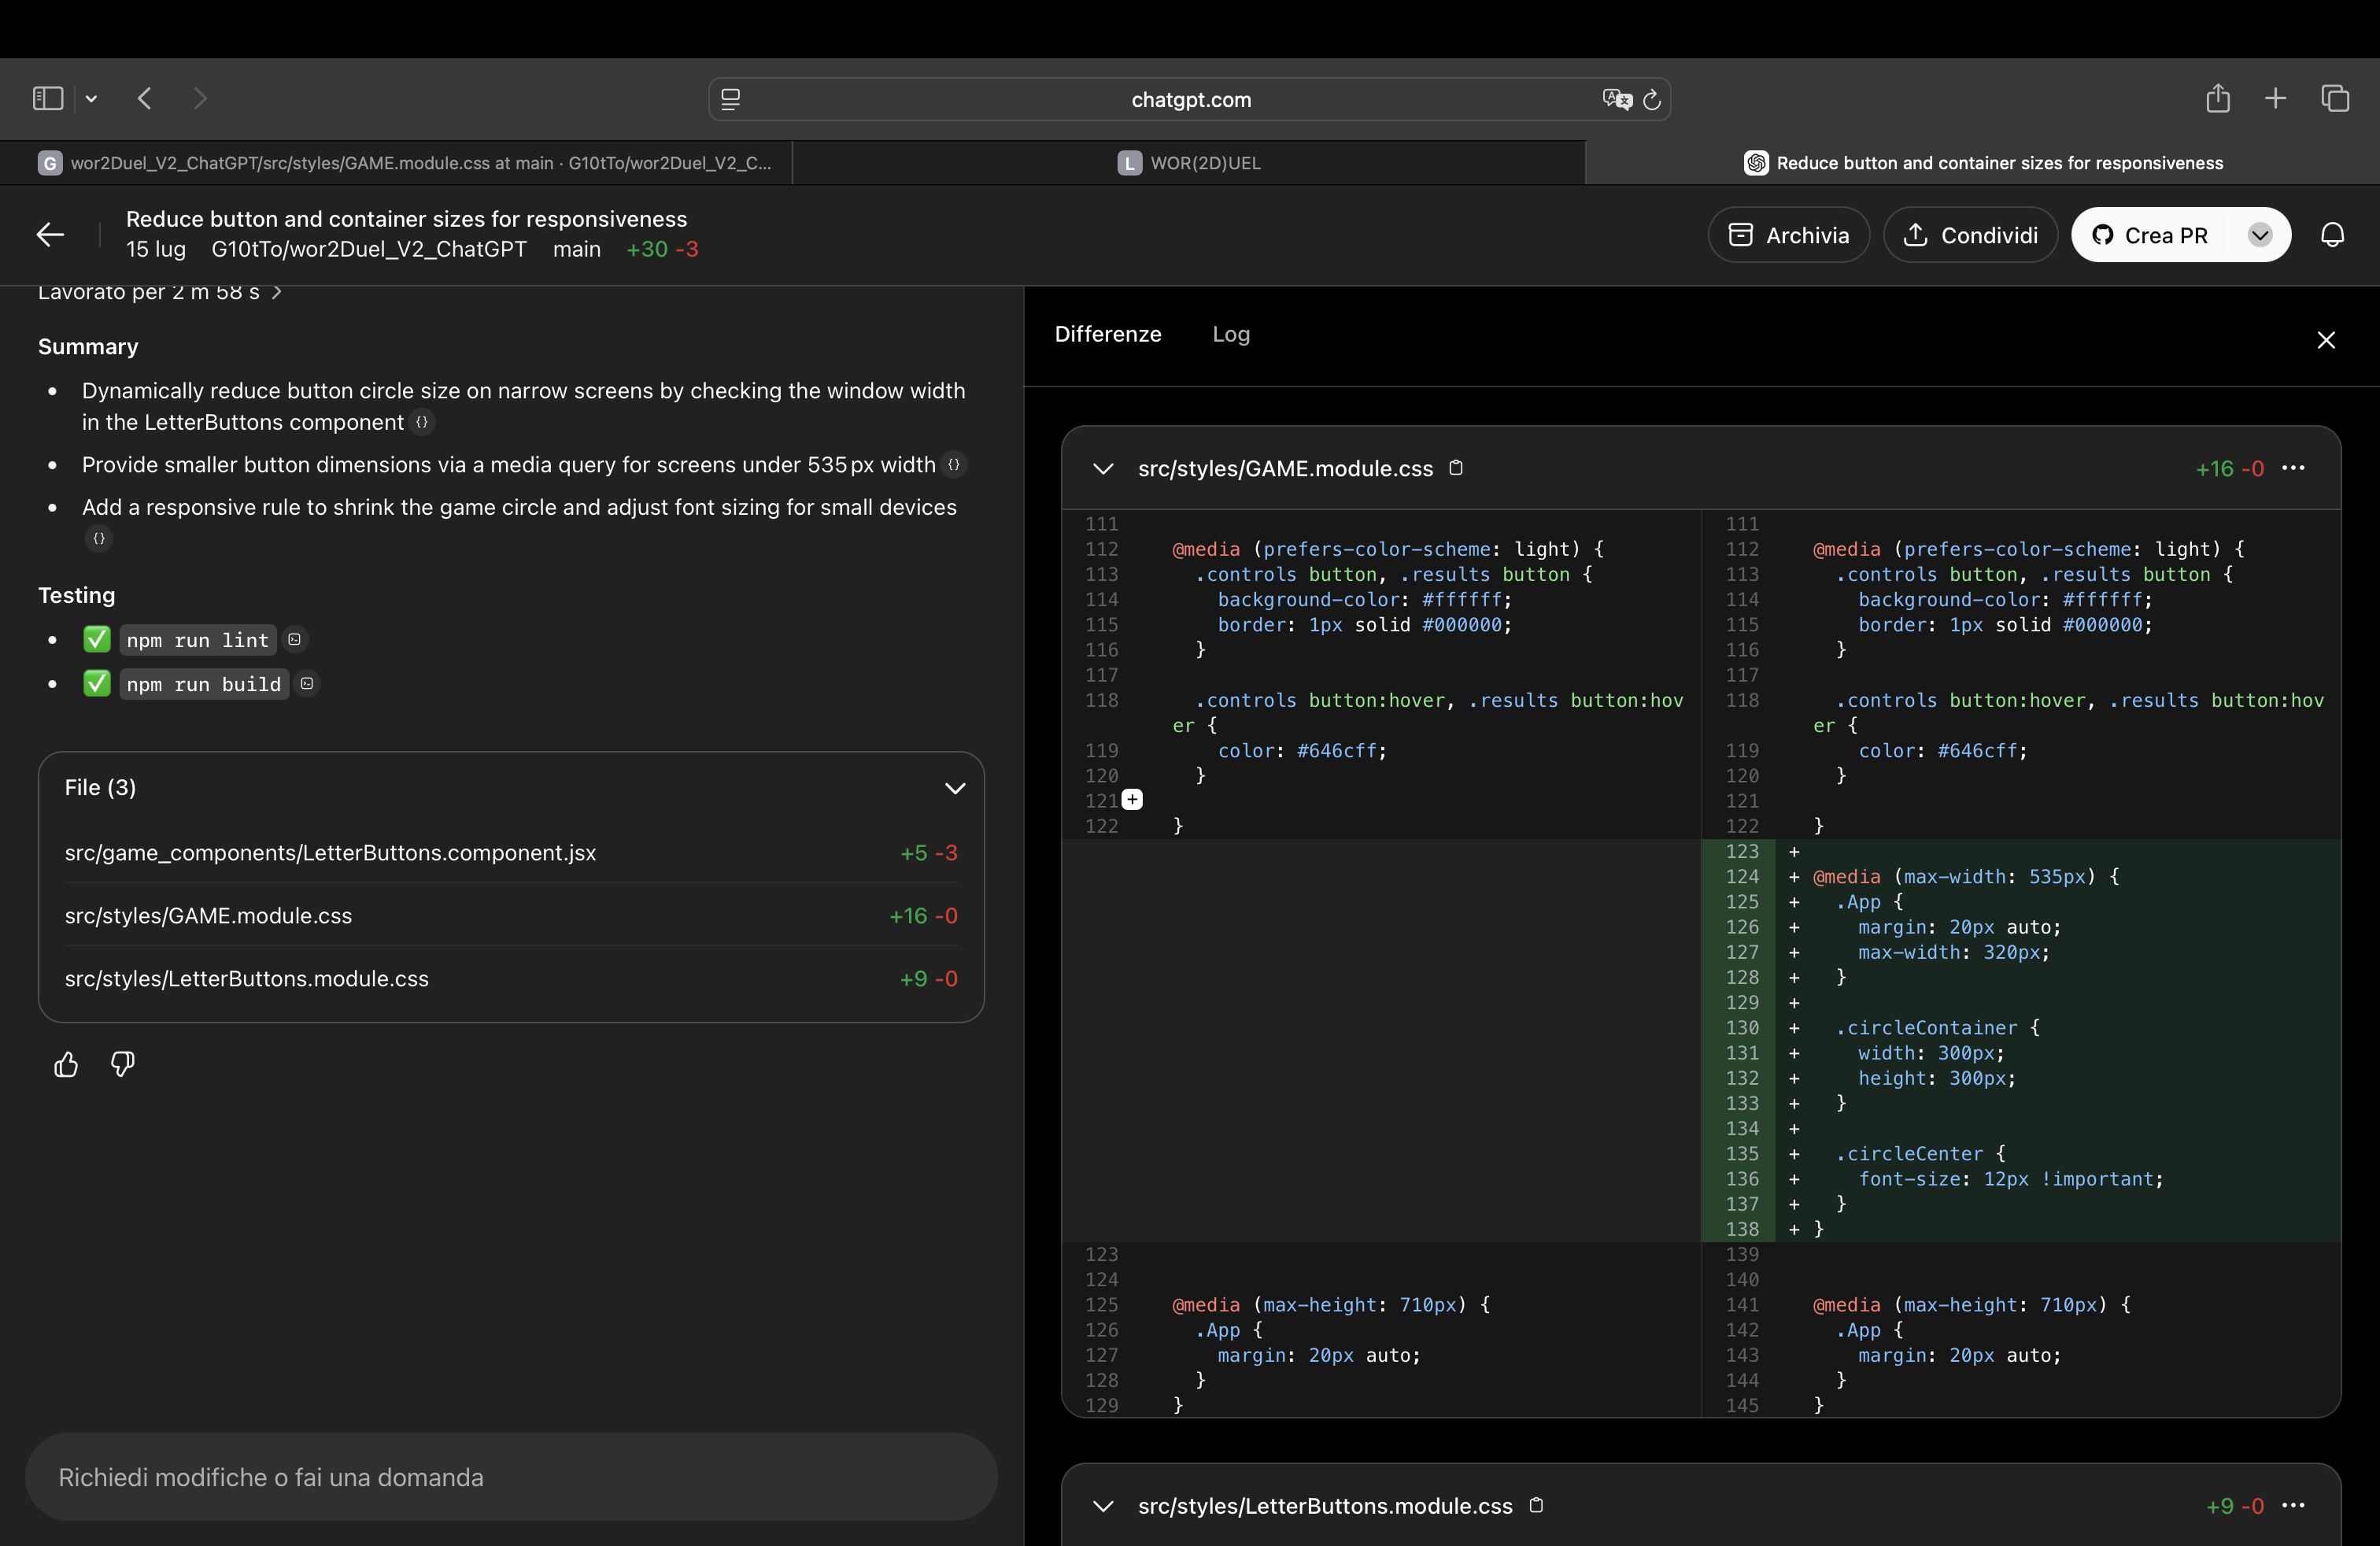 chatgpt.com
G wor2Duel_V2_ChatGPT/src/styles/GAME.module.css at main · G10tTo/wor2Duel_V2_C...
L WOR(2D)UEL
Reduce button and container sizes for responsiveness
Reduce button and container sizes for responsiveness
15 lug G10tTo/wor2Duel_V2_ChatGPT main +30 -3
Archivia
Condividi
Crea PR
Lavorato per 2 m 58 s >
Summary
• Dynamically reduce button circle size on narrow screens by checking the window width
in the LetterButtons component {}
• Provide smaller button dimensions via a media query for screens under 535 px width {}
• Add a responsive rule to shrink the game circle and adjust font sizing for small devices
{}
Testing
• ✅ npm run lint
• ✅ npm run build
File (3)
src/game_components/LetterButtons.component.jsx +5 -3
src/styles/GAME.module.css +16 -0
src/styles/LetterButtons.module.css +9 -0
Richiedi modifiche o fai una domanda
Differenze Log
src/styles/GAME.module.css +16 -0 ...
111
112 @media (prefers-color-scheme: light) {
113 .controls button, .results button {
114 background-color: #ffffff;
115 border: 1px solid #000000;
116 }
117
118 .controls button:hover, .results button:hov
er {
119 color: #646cff;
120 }
121 +
122 }
123
124
125 @media (max-height: 710px) {
126 .App {
127 margin: 20px auto;
128 }
129 }
111
112 @media (prefers-color-scheme: light) {
113 .controls button, .results button {
114 background-color: #ffffff;
115 border: 1px solid #000000;
116 }
117
118 .controls button:hover, .results button:hov
er {
119 color: #646cff;
120 }
121
122 }
123 +
124 + @media (max-width: 535px) {
125 + .App {
126 + margin: 20px auto;
127 + max-width: 320px;
128 + }
129 +
130 + .circleContainer {
131 + width: 300px;
132 + height: 300px;
133 + }
134 +
135 + .circleCenter {
136 + font-size: 12px !important;
137 + }
138 + }
139
140
141 @media (max-height: 710px) {
142 .App {
143 margin: 20px auto;
144 }
145 }
src/styles/LetterButtons.module.css +9 -0 ...